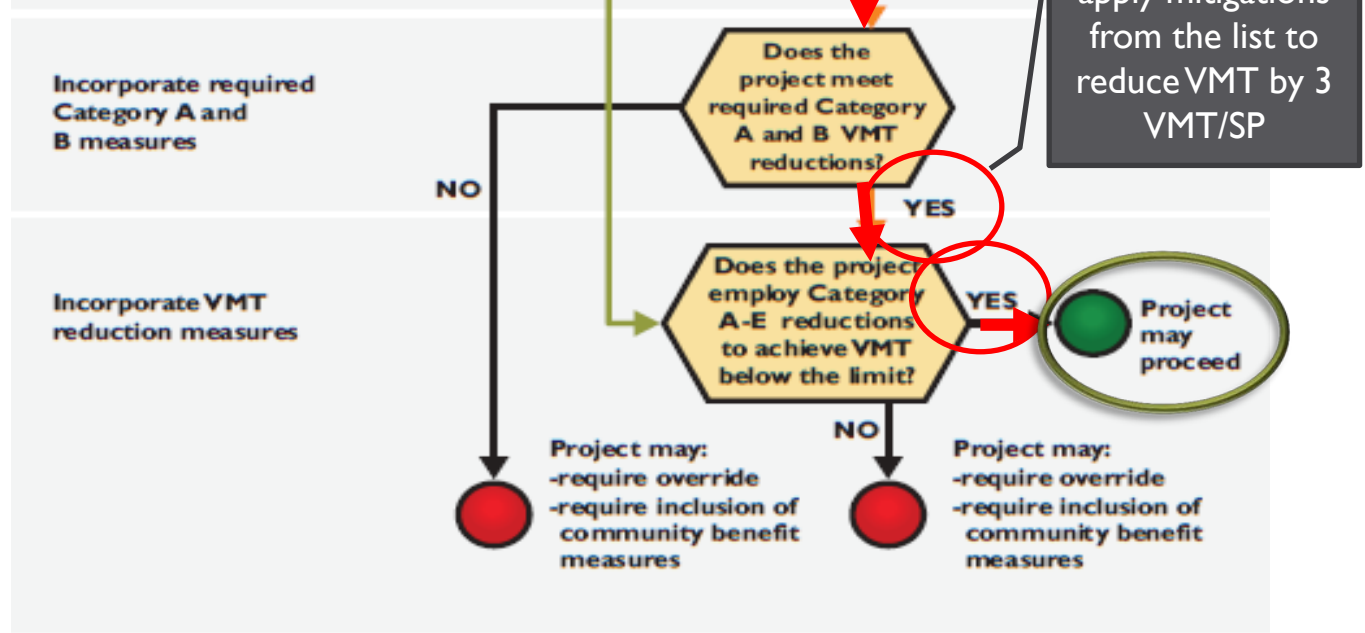 apply mitigations
from the list to
reduce VMT by 3
VMT/SP
Incorporate required
Category A and
B measures
Does the
project meet
required Category
A and B VMT
reductions?
NO
YES
Incorporate VMT
reduction measures
Does the project
employ Category
A-E reductions
to achieve VMT
below the limit?
YES
Project
may
proceed
NO
Project may:
-require override
-require inclusion of
community benefit
measures
Project may:
-require override
-require inclusion of
community benefit
measures